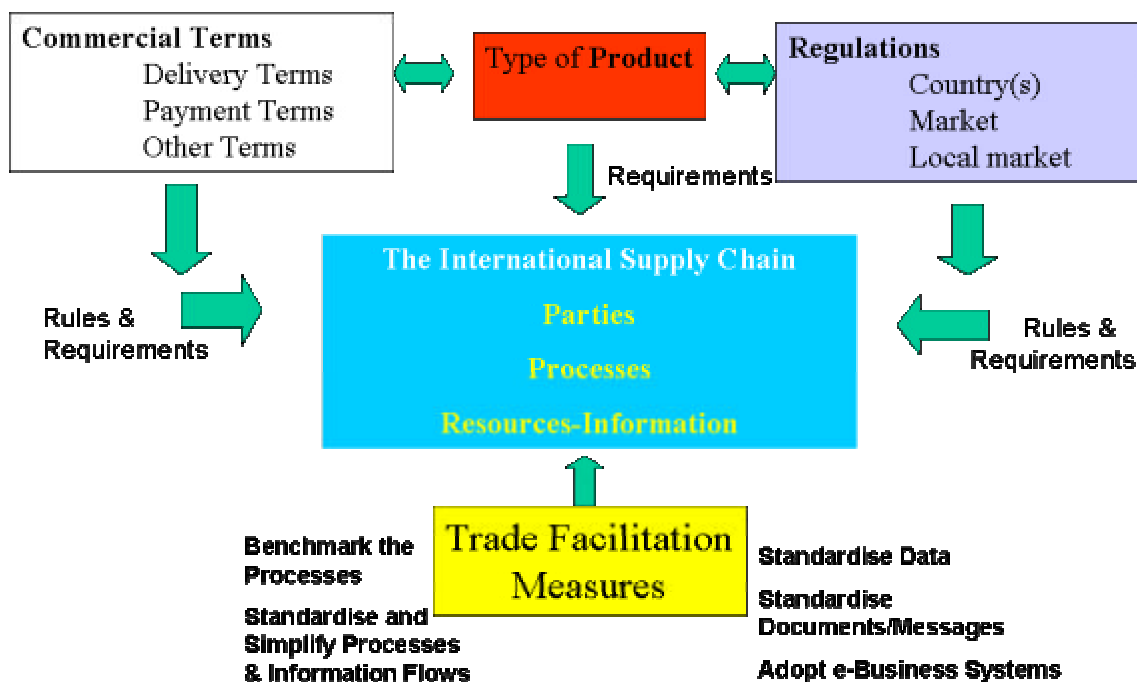 Commercial Terms
Delivery Terms
Payment Terms
Other Terms
Type of Product
Regulations
Country(s)
Market
Local market
Requirements
The International Supply Chain
Parties
Processes
Resources-Information
Rules &
Requirements
Rules &
Requirements
Trade Facilitation
Measures
Benchmark the
Processes
Standardise and
Simplify Processes
& Information Flows
Standardise Data
Standardise
Documents/Messages
Adopt e-Business Systems